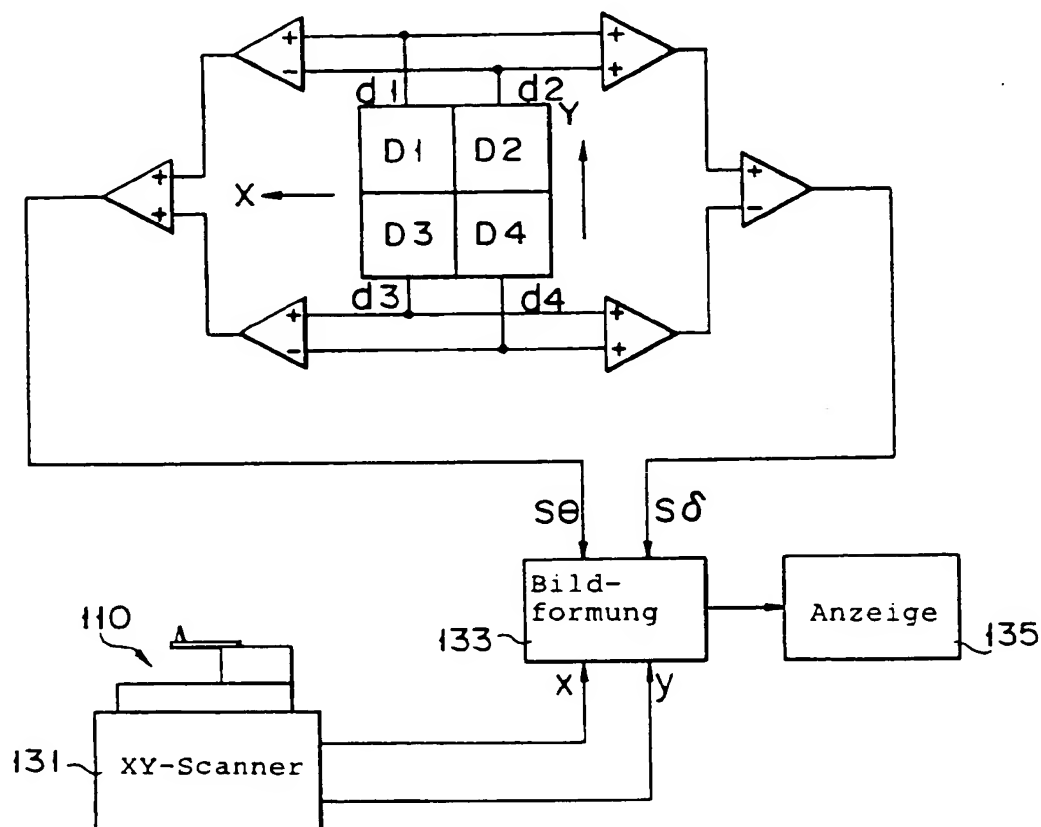 + +
- +
d1 d2
Y
D1 D2
+ +
X
+ -
D3 D4
d3 d4
+ +
- +
Sθ Sδ
Bild-
formung
Anzeige
110
133
135
x y
131
XY-Scanner